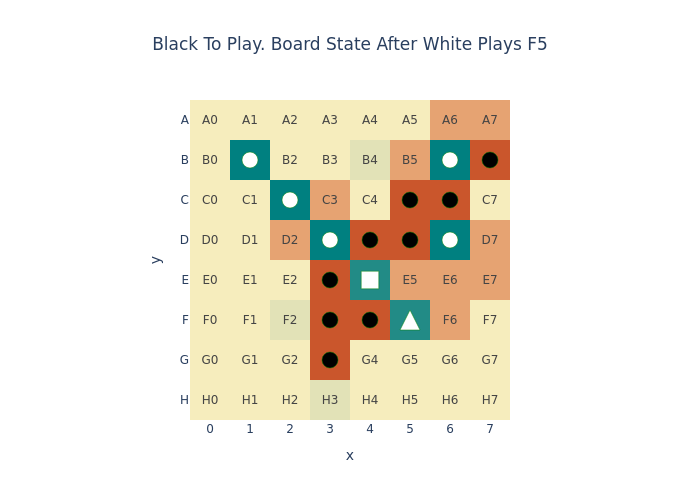 Black To Play. Board State After White Plays F5
A A0 A1 A2 A3 A4 A5 A6 A7
B B0 B2 B3 B4 B5
C C0 C1 C3 C4 C7
D D0 D1 D2 D7
y
E E0 E1 E2 E5 E6 E7
F F0 F1 F2 F6 F7
G G0 G1 G2 G4 G5 G6 G7
H H0 H1 H2 H3 H4 H5 H6 H7
0 1 2 3 4 5 6 7
x